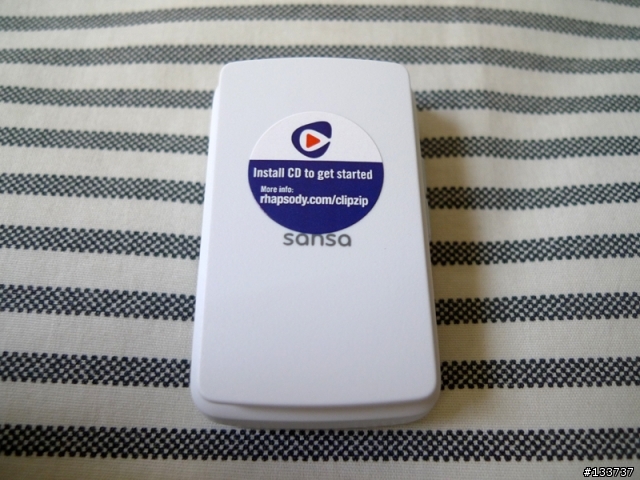 Install CD to get started
More info:
rhapsody.com/clipzip
sansa
#133737